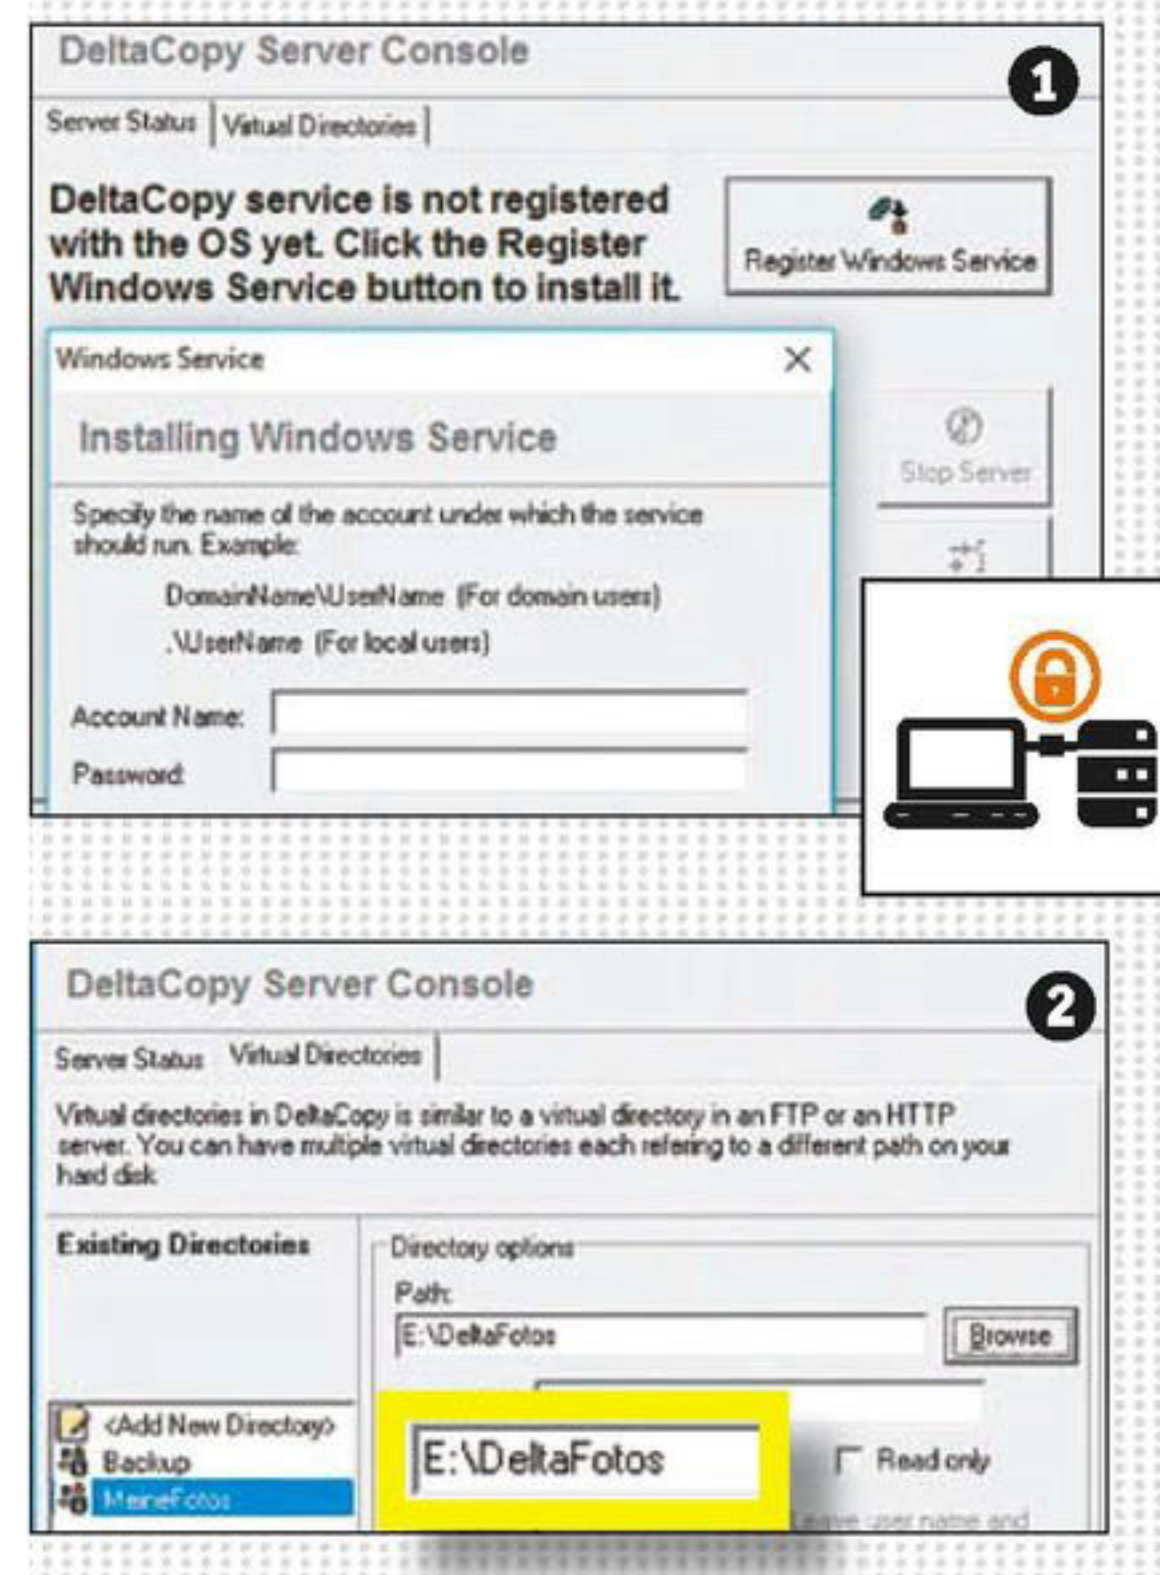 DeltaCopy Server Console
1
Server Status
Virtual Directories
DeltaCopy service is not registered
with the OS yet. Click the Register
Windows Service button to install it.
Register Windows Service
Windows Service
Installing Windows Service
Stop Server
Specify the name of the account under which the service
should run. Example:
DomainName\UserName (For domain users)
.\UserName (For local users)
Account Name:
Password:
DeltaCopy Server Console
2
Server Status
Virtual Directories
Virtual directories in DeltaCopy is similar to a virtual directory in an FTP or an HTTP
server. You can have multiple virtual directories each refering to a different path on your
hard disk
Existing Directories
Directory options
Path:
E:\DeltaFotos
Browse
<Add New Directory>
Backup
MeineFotos
E:\DeltaFotos
Read only
Leave user name and